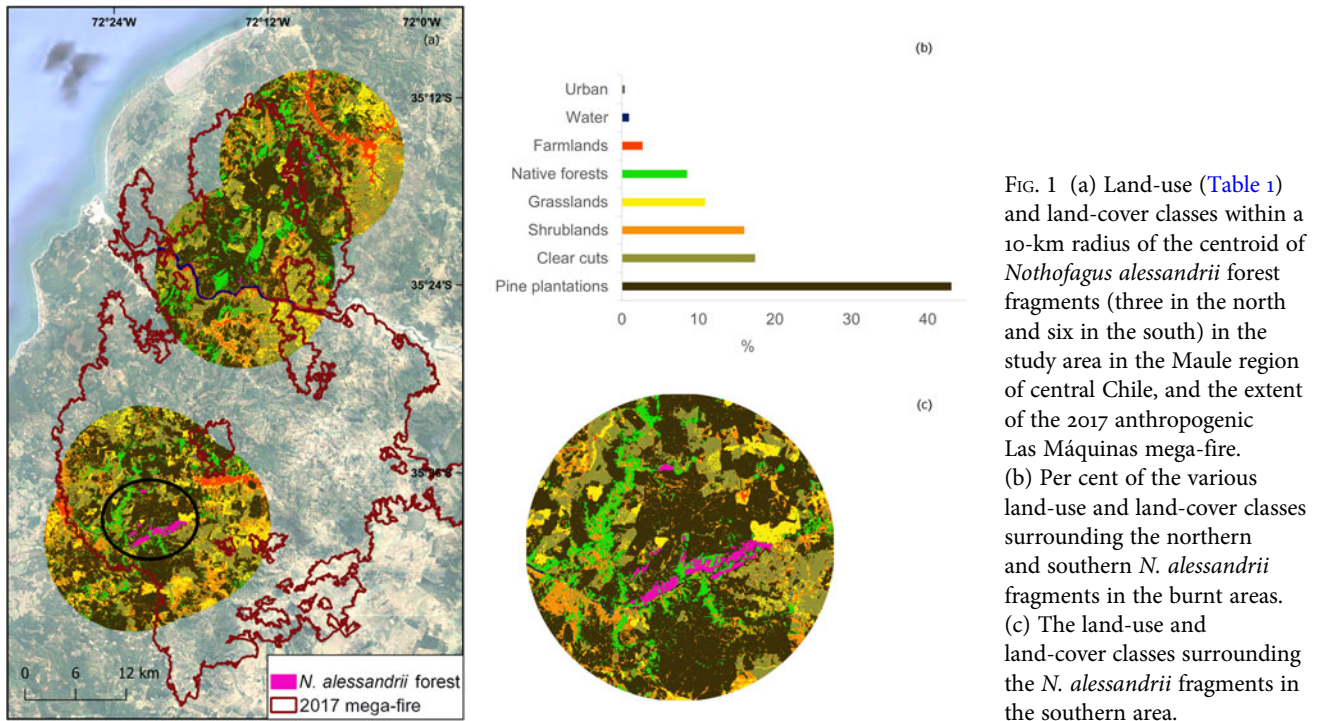 72°24'W 72°12'W 72°0'W
(a)
35°12'S
35°24'S
35°36'S
0 6 12 km
N. alessandrii forest
2017 mega-fire
(b)
Urban
Water
Farmlands
Native forests
Grasslands
Shrublands
Clear cuts
Pine plantations
0 10 20 30 40
%
(c)
FIG. 1 (a) Land-use (Table 1)
and land-cover classes within a
10-km radius of the centroid of
Nothofagus alessandrii forest
fragments (three in the north
and six in the south) in the
study area in the Maule region
of central Chile, and the extent
of the 2017 anthropogenic
Las Máquinas mega-fire.
(b) Per cent of the various
land-use and land-cover classes
surrounding the northern
and southern N. alessandrii
fragments in the burnt areas.
(c) The land-use and
land-cover classes surrounding
the N. alessandrii fragments in
the southern area.